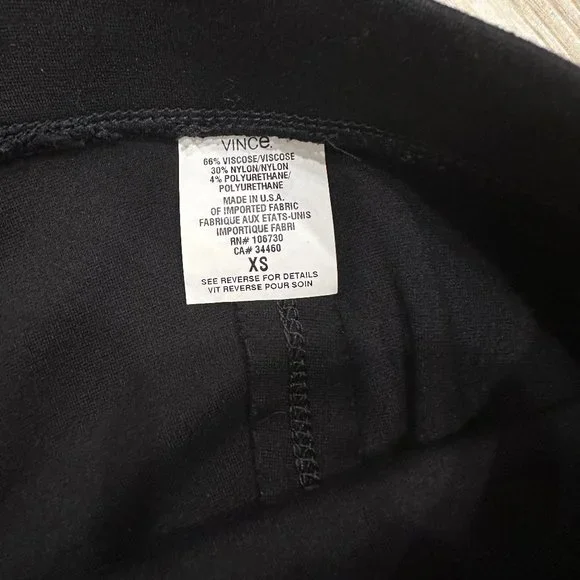 VINCe.
66% VISCOSE/VISCOSE
30% NYLON/NYLON
4% POLYURETHANE/
POLYURETHANE
MADE IN U.S.A.
OF IMPORTED FABRIC
FABRIQUE AUX ETATS-UNIS
IMPORTIQUE FABRI
RN# 106730
CA# 34460
XS
SEE REVERSE FOR DETAILS
VIT REVERSE POUR SOIN